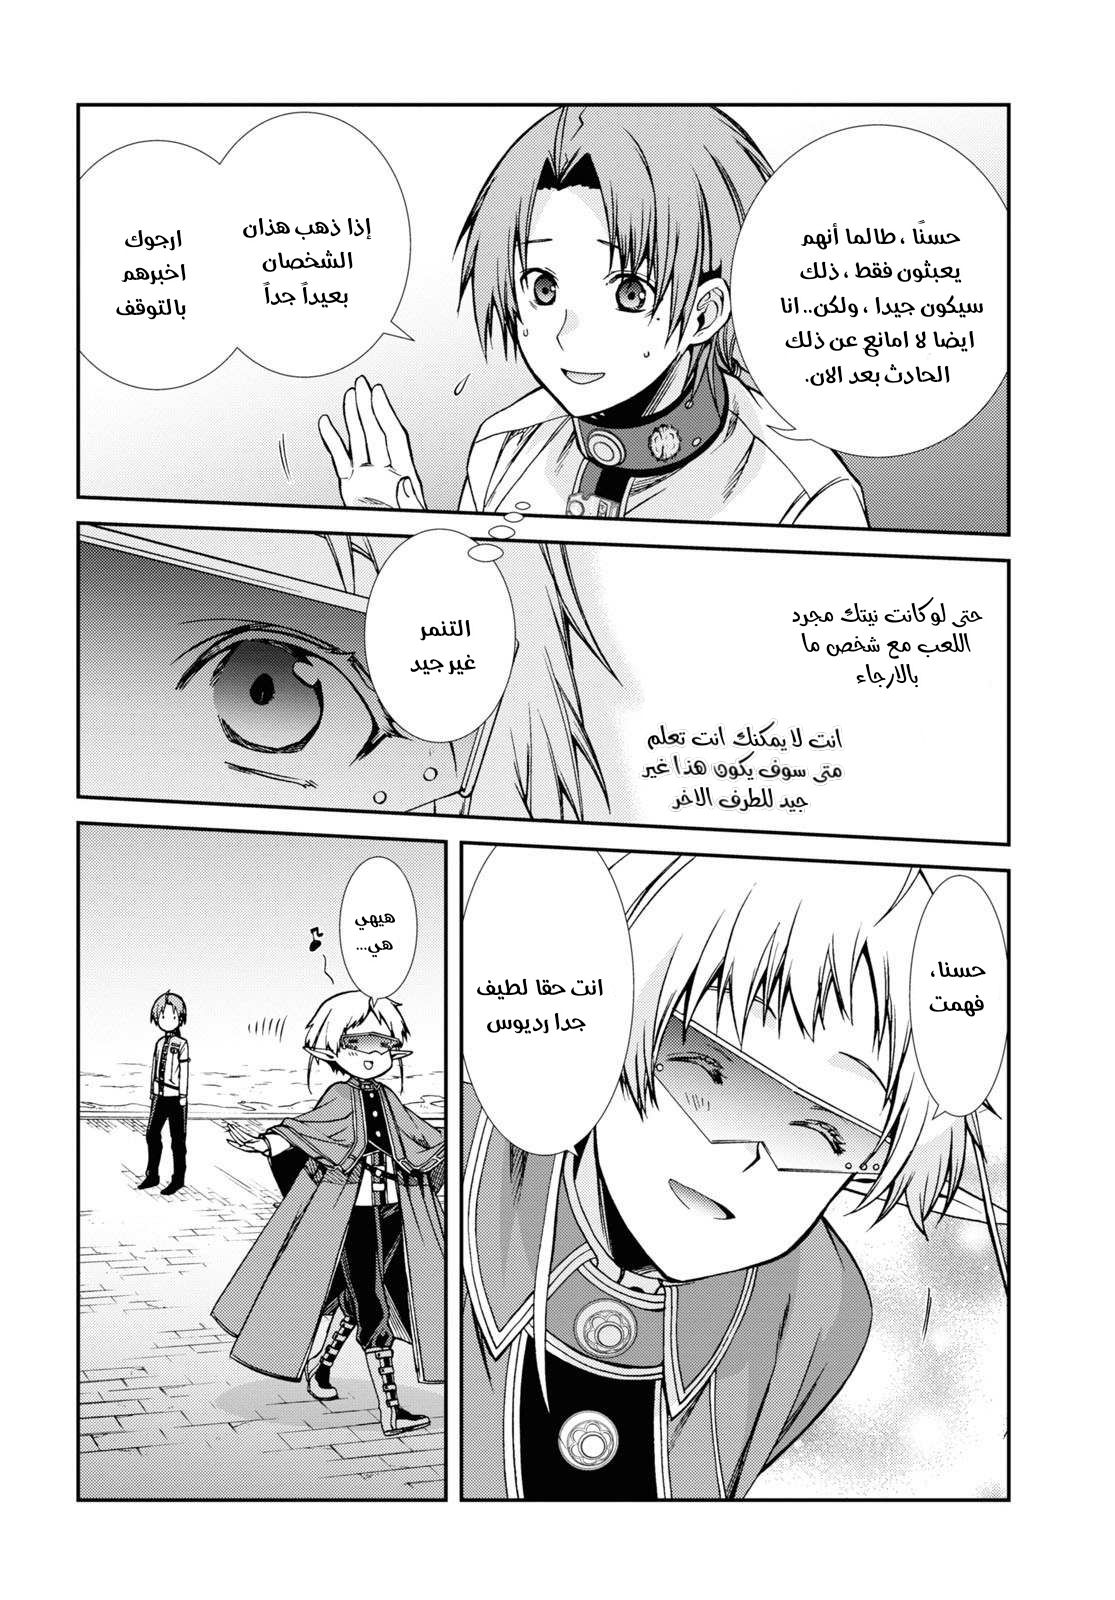 حسنًا ، طالما أنهم
يعبثون فقط ، ذلك
سيكون جيدا ، ولكن.. انا
ايضا لا امانع عن ذلك
الحادث بعد الان.
إذا ذهب هذان
الشخصان
بعيداً جداً
ارجوك
اخبرهم
بالتوقف
حتى لو كانت نيتك مجرد
اللعب مع شخص ما
بالارجاء
انت لا يمكنك انت تعلم
متى سوف يكون هذا غير
جيد للطرف الاخر
التنمر
غير جيد
حسنا،
فهمت
انت حقا لطيف
جدا رديوس
هيهي
هي...